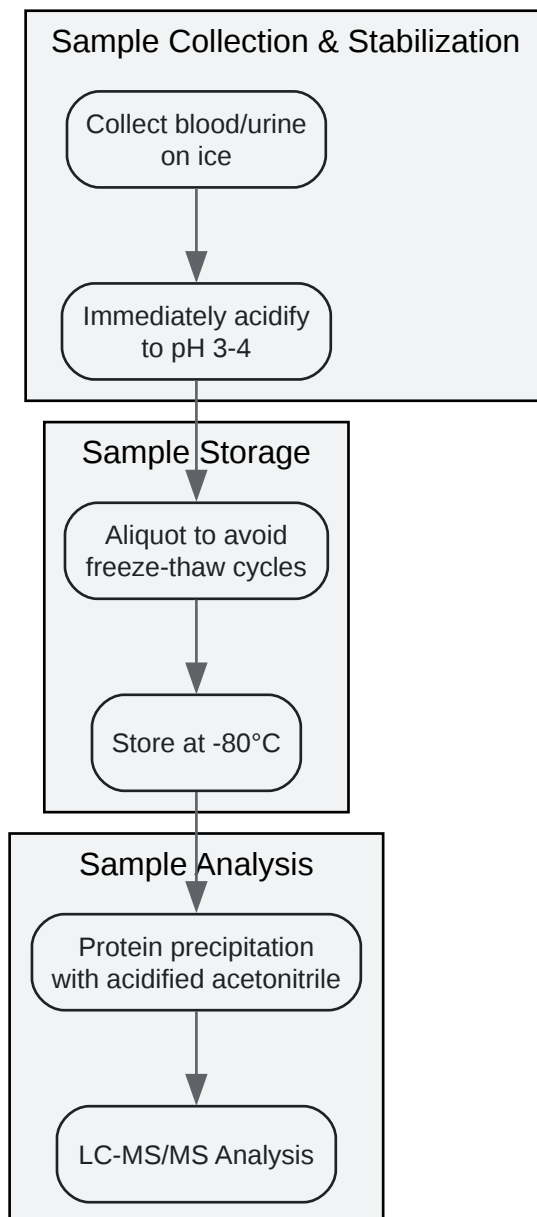 Sample Collection & Stabilization
Collect blood/urine
on ice
Immediately acidify
to pH 3-4
Sample Storage
Aliquot to avoid
freeze-thaw cycles
Store at -80°C
Sample Analysis
Protein precipitation
with acidified acetonitrile
LC-MS/MS Analysis